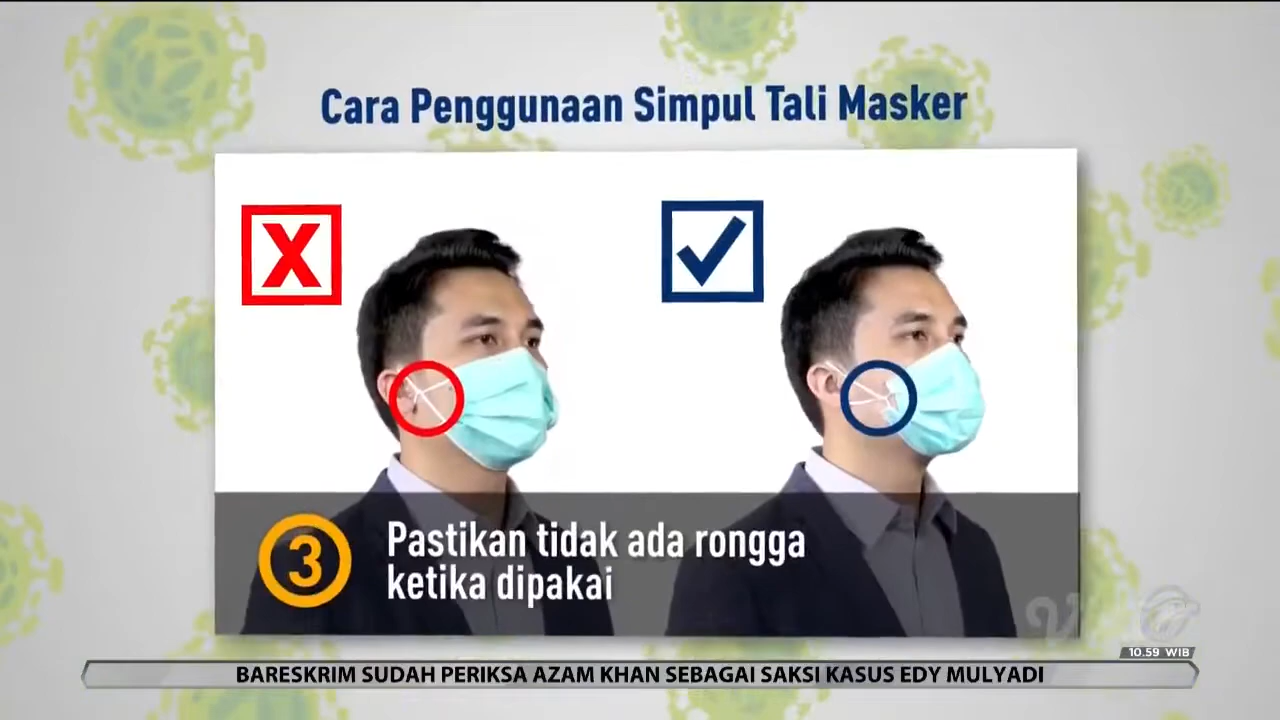 Cara Penggunaan Simpul Tali Masker
X
3
Pastikan tidak ada rongga
ketika dipakai
10.59 WIB
BARESKRIM SUDAH PERIKSA AZAM KHAN SEBAGAI SAKSI KASUS EDY MULYADI